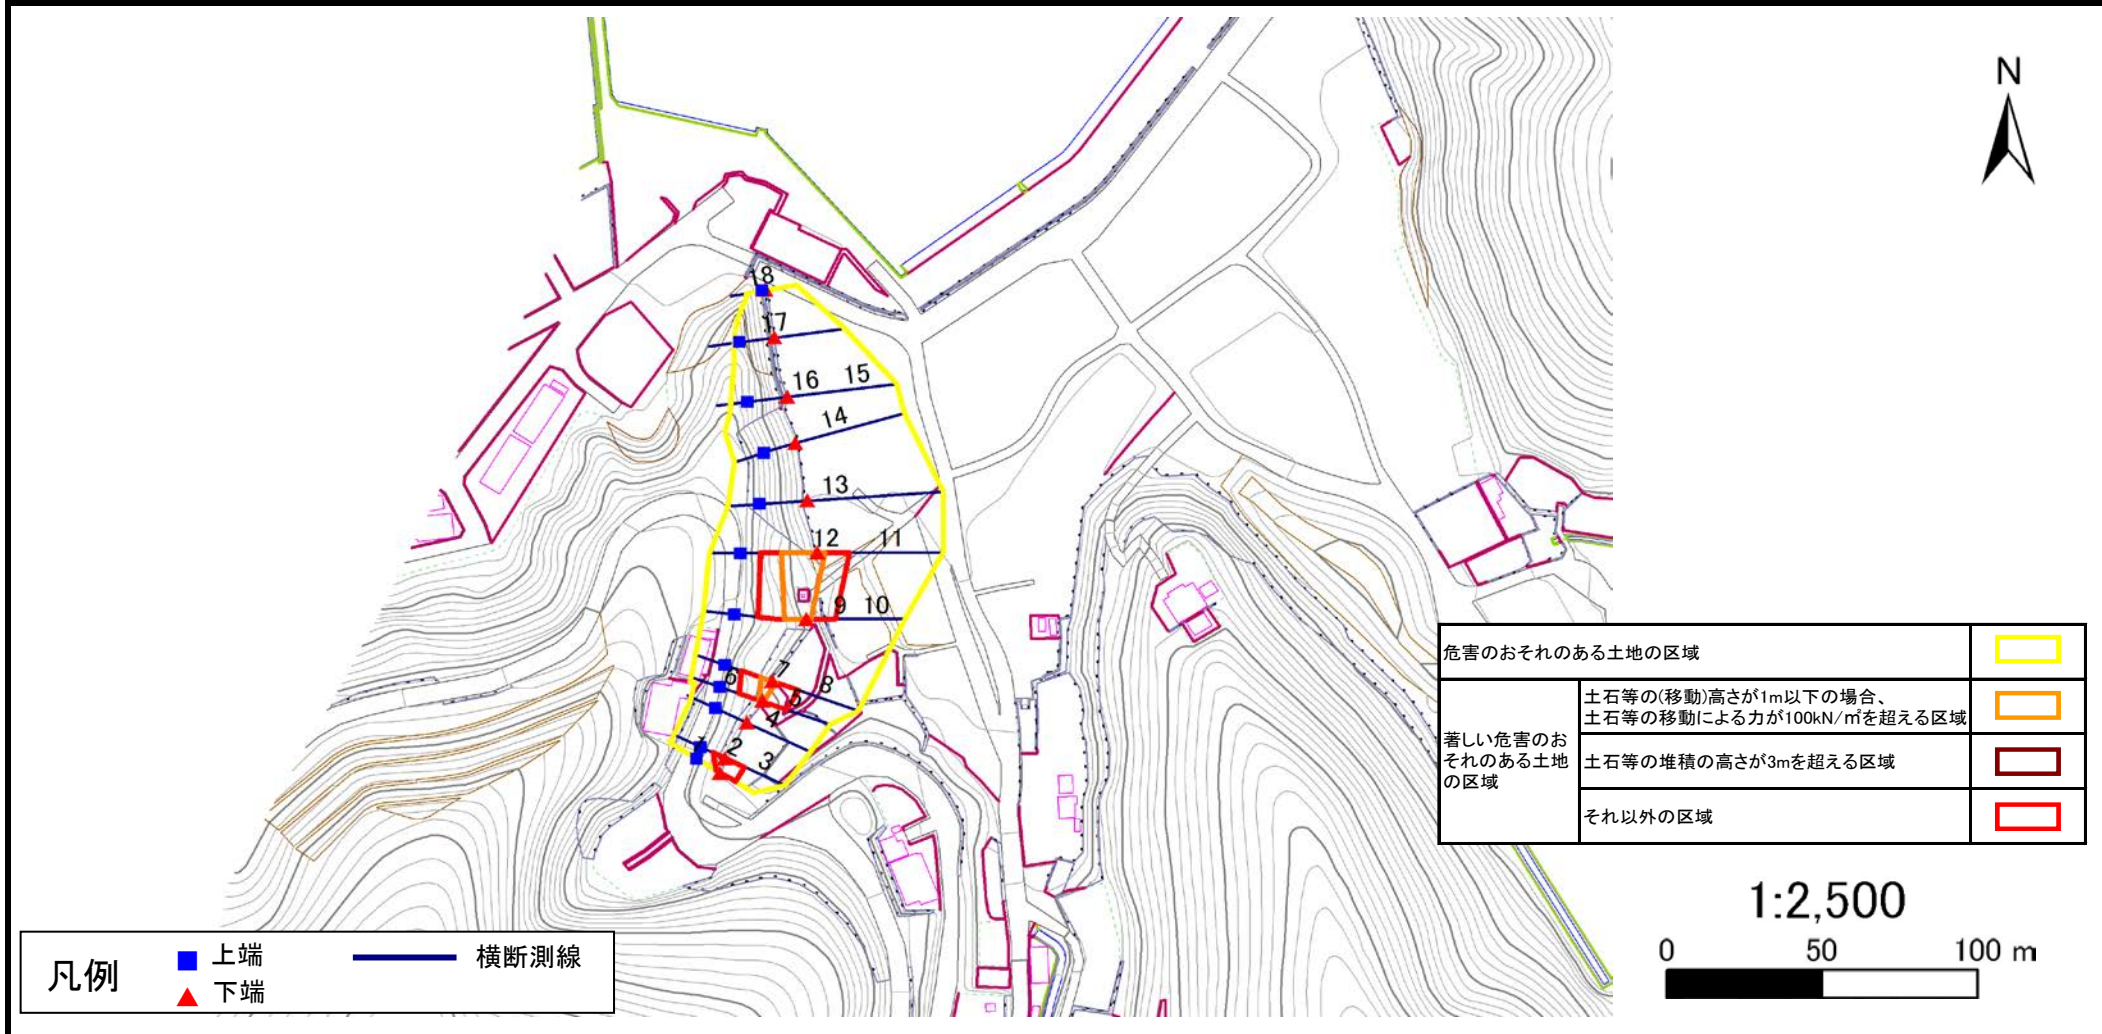 N
18
17
16 15
14
13
12 11
9 10
7
6 8
5
4
1 2
3
危害のおそれのある土地の区域
土石等の(移動)高さが1m以下の場合、
土石等の移動による力が100kN/㎡を超える区域
著しい危害のお
それのある土地
の区域
土石等の堆積の高さが3mを超える区域
それ以外の区域
1:2,500
0 50 100 m
凡例
上端
下端
横断測線